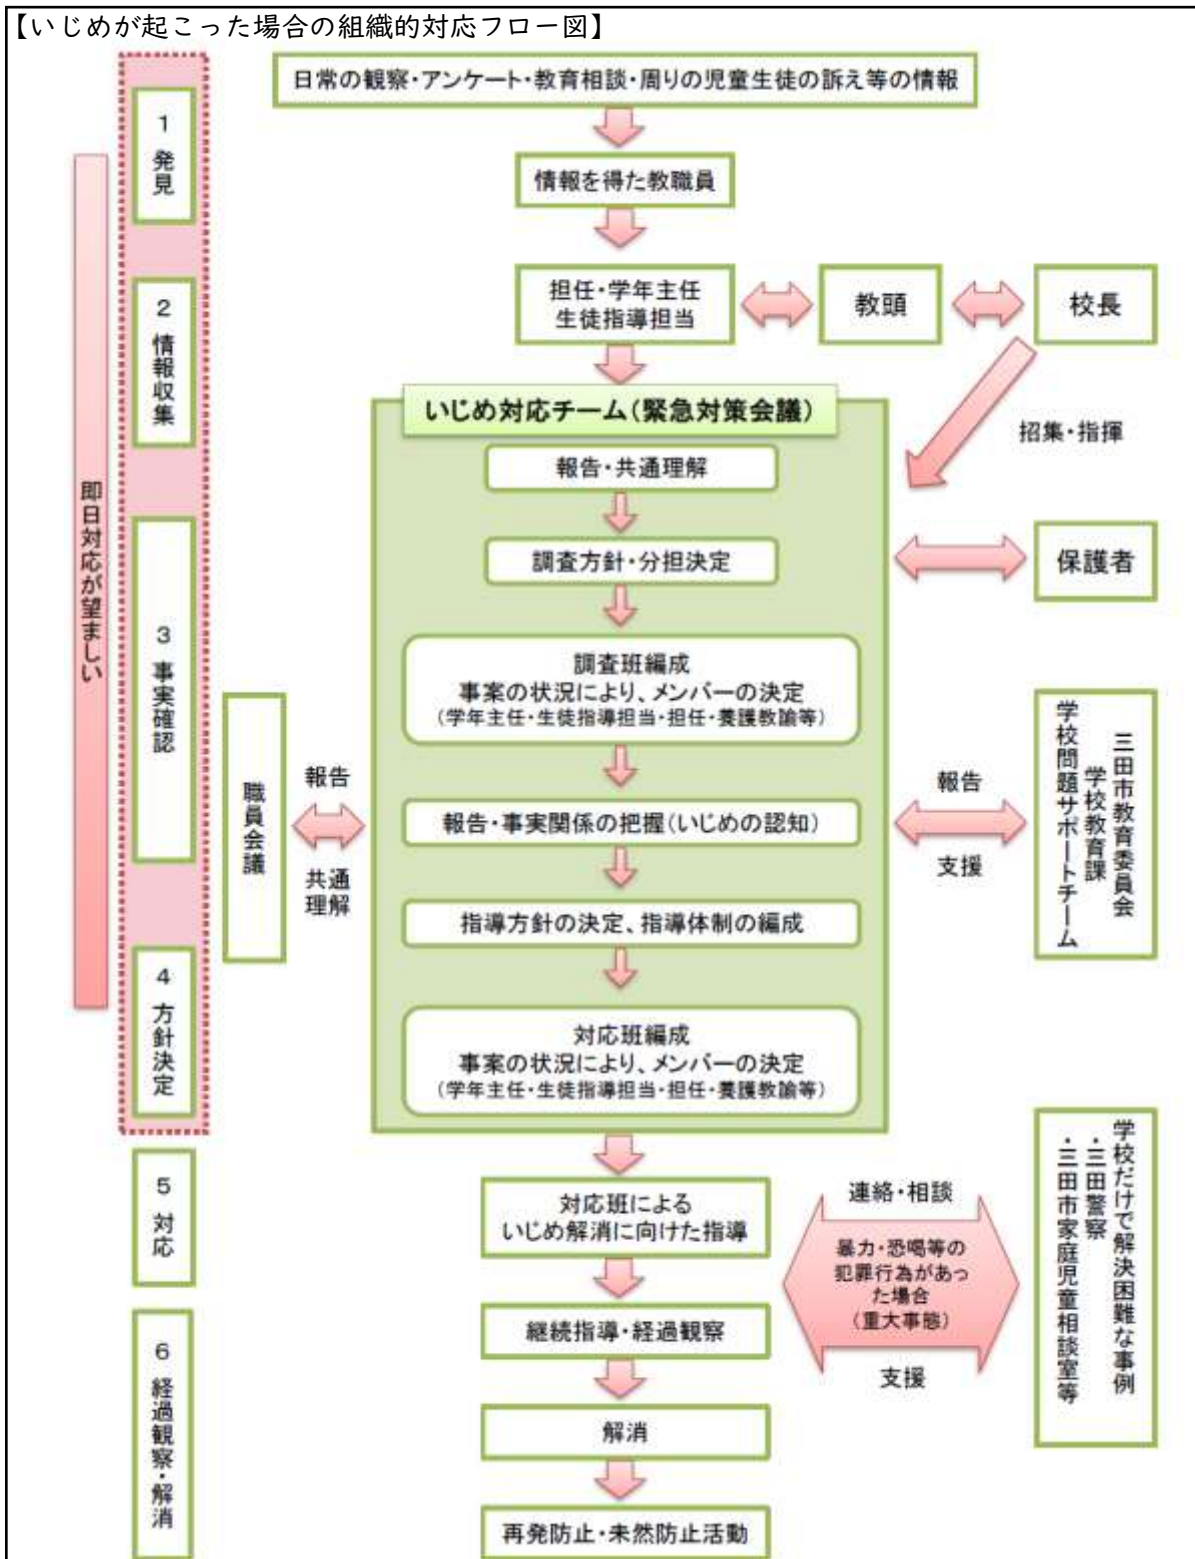 【いじめが起こった場合の組織的対応フロー図】
日常の観察・アンケート・教育相談・周りの児童生徒の訴え等の情報
1 発見
情報を得た教職員
2 情報収集
担任・学年主任
生徒指導担当
教頭
校長
招集・指揮
いじめ対応チーム(緊急対策会議)
報告・共通理解
即日対応が望ましい
3 事実確認
調査方針・分担決定
保護者
調査班編成
事案の状況により、メンバーの決定
(学年主任・生徒指導担当・担任・養護教諭等)
職員会議
報告
共通
理解
報告・事実関係の把握(いじめの認知)
報告
支援
三田市教育委員会
学校教育課
学校問題サポートチーム
指導方針の決定、指導体制の編成
4 方針決定
対応班編成
事案の状況により、メンバーの決定
(学年主任・生徒指導担当・担任・養護教諭等)
5 対応
対応班による
いじめ解消に向けた指導
連絡・相談
暴力・恐喝等の
犯罪行為があっ
た場合
(重大事態)
支援
学校だけで解決困難な事例
・三田警察
・三田市家庭児童相談室等
6 経過観察・解消
継続指導・経過観察
解消
再発防止・未然防止活動